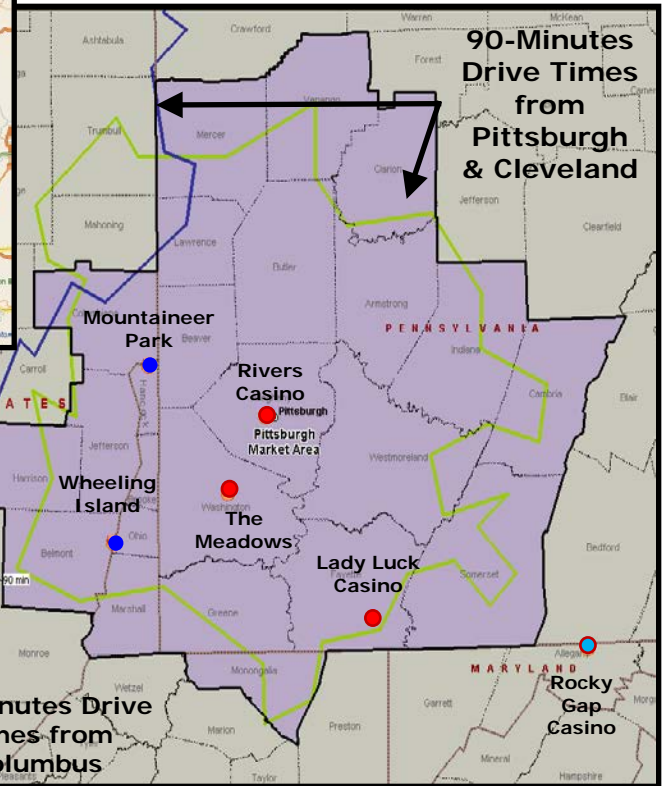 Warren
McKean
Crawford
Ashtabula
Forest
90-Minutes
Drive Times
from
Pittsburgh
& Cleveland
Venango
Trumbull
Mercer
Clarion
Jefferson
Mahoning
Clearfield
Lawrence
Butler
Armstrong
Mountaineer
Park
Beaver
PENNSYLVANIA
Indiana
Carroll
ATES
Hancock
Rivers
Casino
Pittsburgh
Pittsburgh
Market Area
Cambria
Blair
Jefferson
Westmoreland
Harrison
Wheeling
Island
Washington
The
Meadows
Ohio
Belmont
Lady Luck
Casino
Somerset
Bedford
90 min
Marshall
Greene
Monroe
Monongalia
MARYLAND
Rocky
Gap
Casino
Wetzel
nutes Drive
mes from
olumbus
Marion
Preston
Garrett
Mineral
Hampshire
Taylor